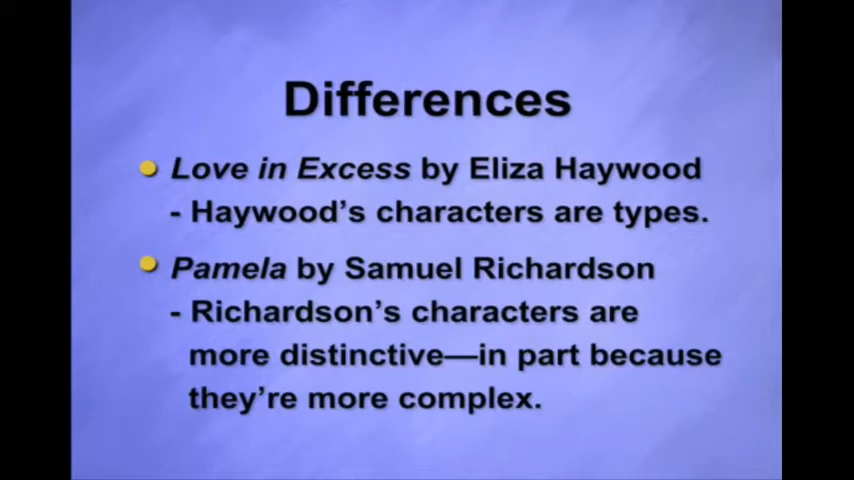 Differences
Love in Excess by Eliza Haywood
- Haywood's characters are types.
Pamela by Samuel Richardson
- Richardson's characters are
more distinctive—in part because
they're more complex.